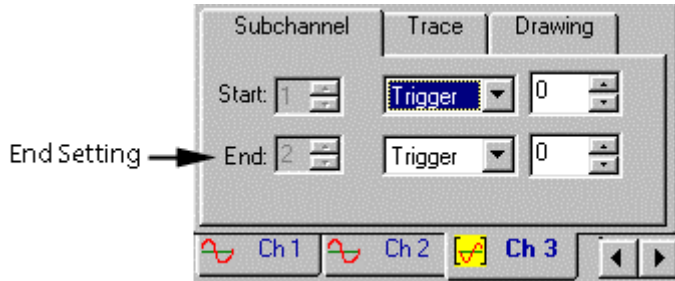 Subchannel Trace Drawing
Start: 1 Trigger 0
End Setting End: 2 Trigger 0
Ch 1 Ch 2 Ch 3